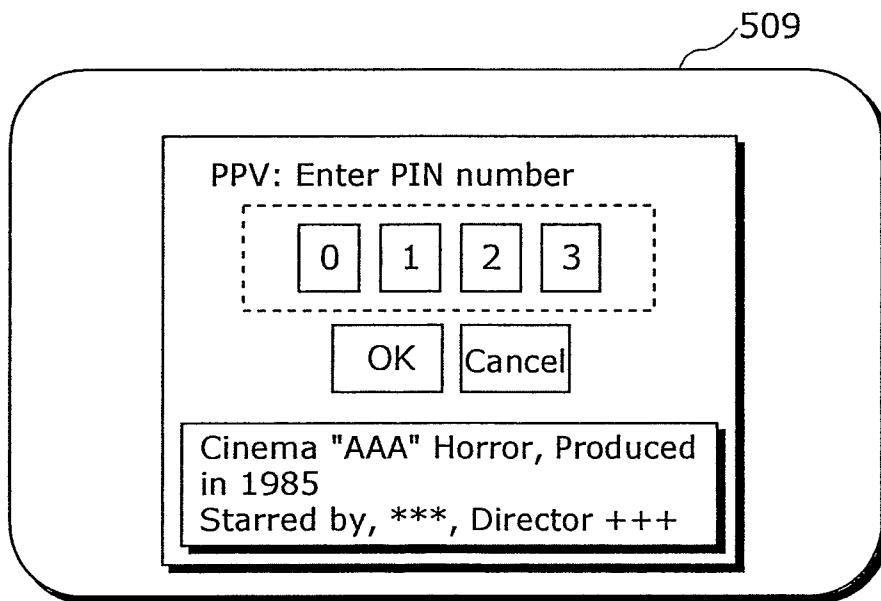 509
PPV: Enter PIN number
0 1 2 3
OK Cancel
Cinema "AAA" Horror, Produced
in 1985
Starred by, ***, Director +++